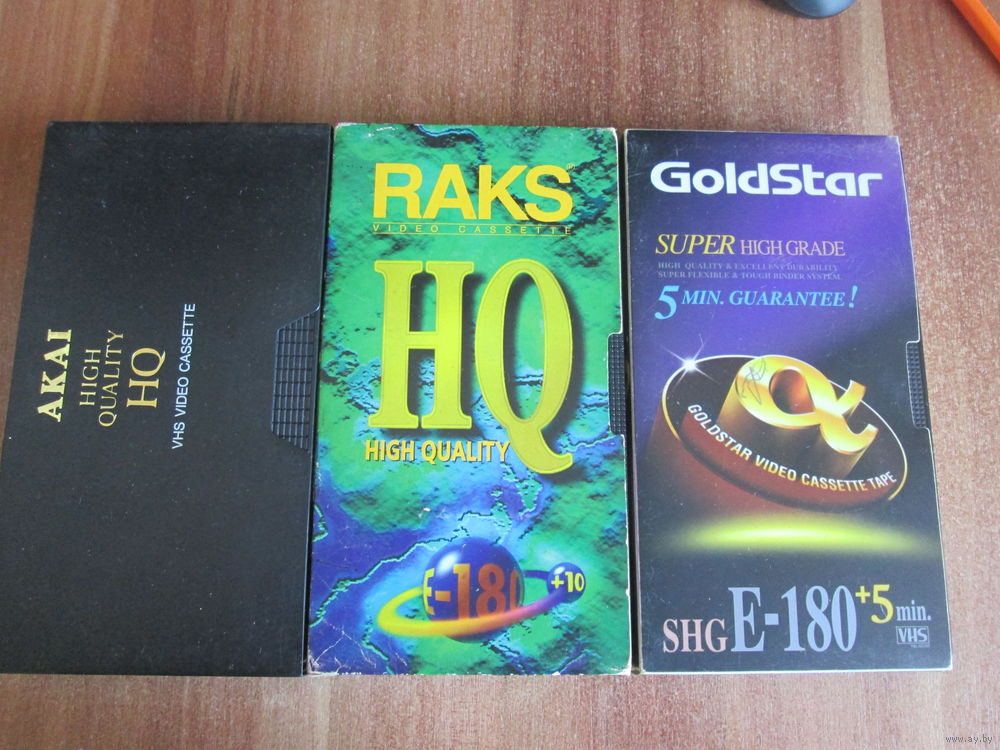 AKAI
HIGH
QUALITY
HQ
VHS VIDEO CASSETTE
RAKS®
VIDEO CASSETTE
HQ
HIGH QUALITY
E-180
+10
GoldStar
SUPER HIGH GRADE
HIGH QUALITY & EXCELLENT DURABILITY
SUPER FLEXIBLE & TOUGH BINDER SYSTEM
5 MIN. GUARANTEE!
α
GOLDSTAR VIDEO CASSETTE TAPE
SHG E-180 +5 min.
VHS
www.ay.by